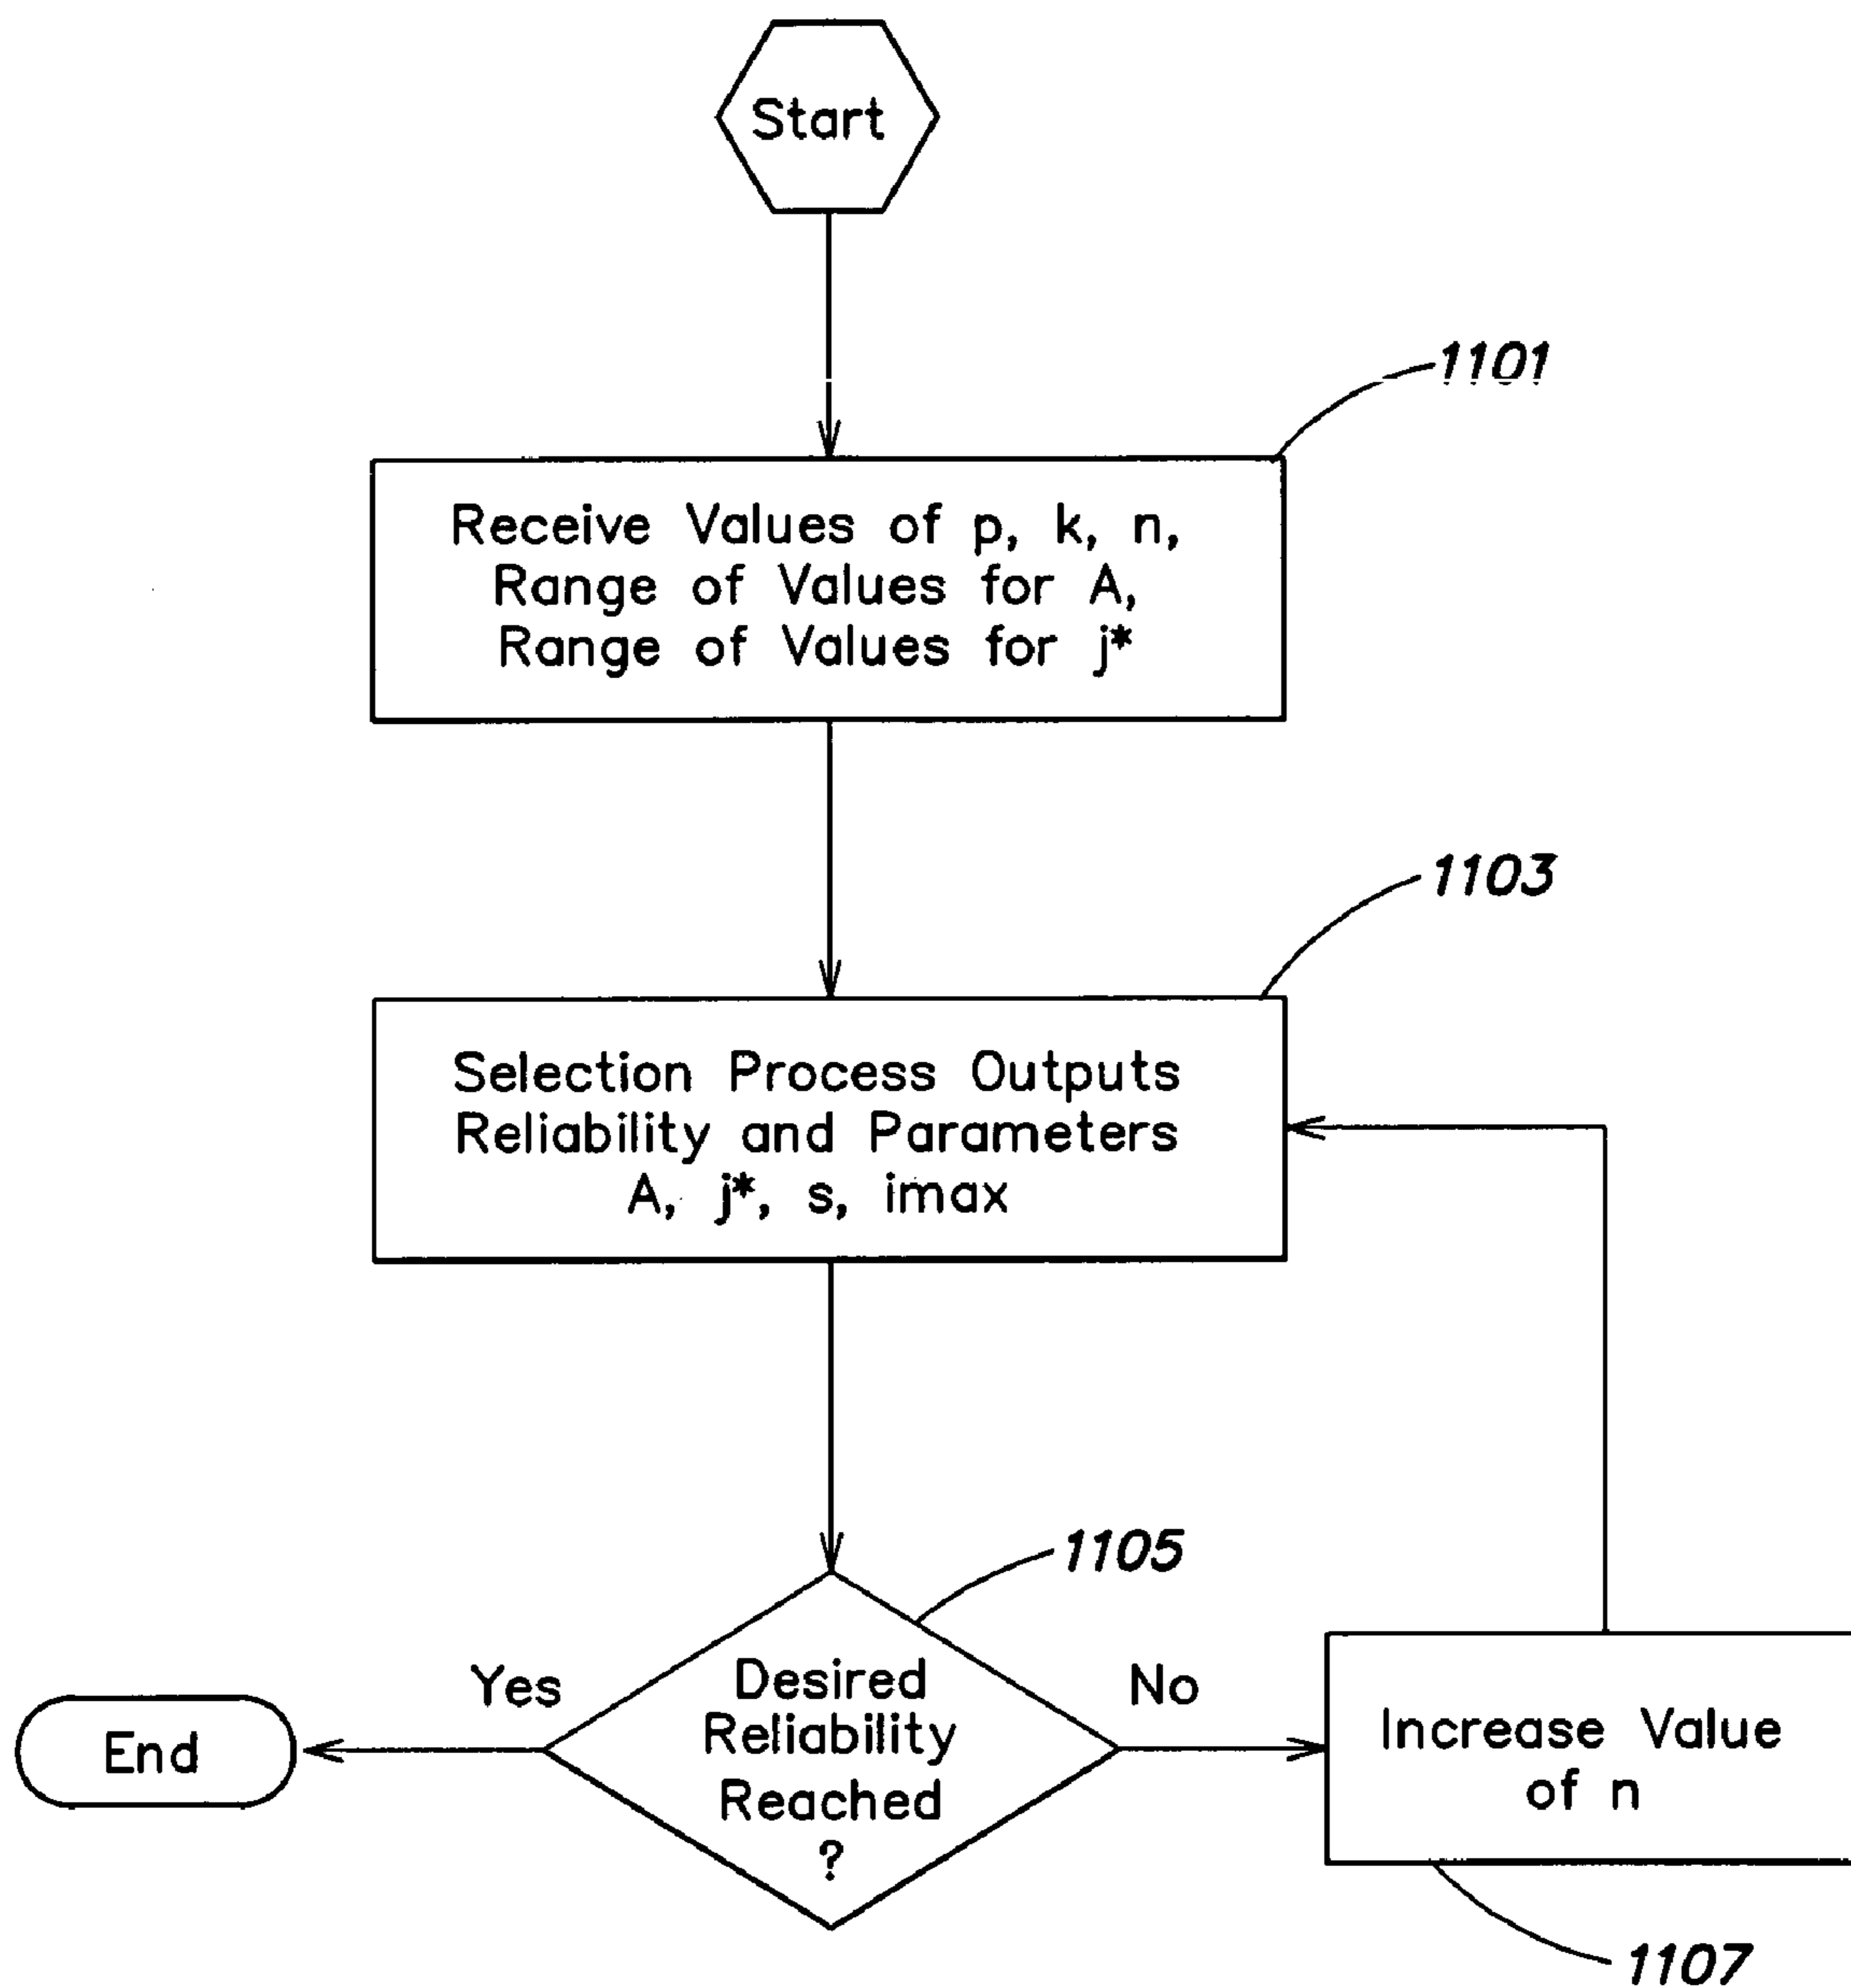 Start
1101
Receive Values of p, k, n,
Range of Values for A,
Range of Values for j*
1103
Selection Process Outputs
Reliability and Parameters
A, j*, s, imax
1105
Yes
Desired
Reliability
Reached
?
No
End
Increase Value
of n
1107